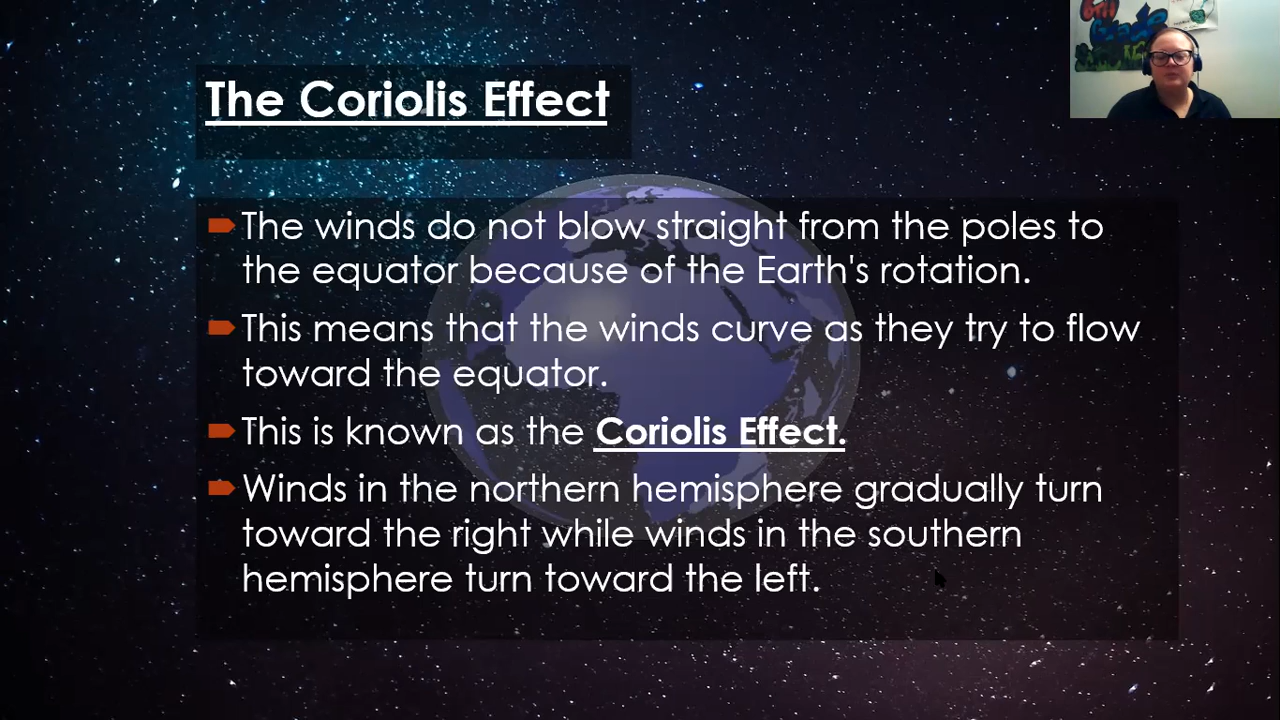 The Coriolis Effect
The winds do not blow straight from the poles to
the equator because of the Earth's rotation.
This means that the winds curve as they try to flow
toward the equator.
This is known as the Coriolis Effect.
Winds in the northern hemisphere gradually turn
toward the right while winds in the southern
hemisphere turn toward the left.